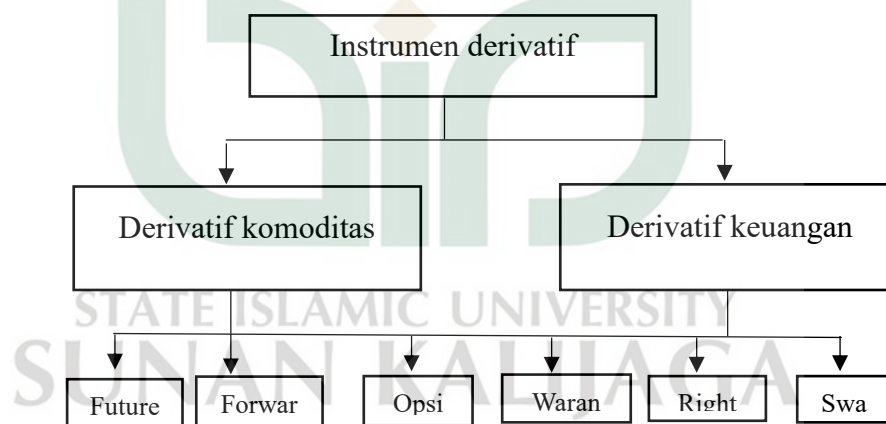 Instrumen derivatif
Derivatif komoditas
Derivatif keuangan
STATE ISLAMIC UNIVERSITY
SUNAN KALIJAGA
Future
Forwar
Opsi
Waran
Right
Swa